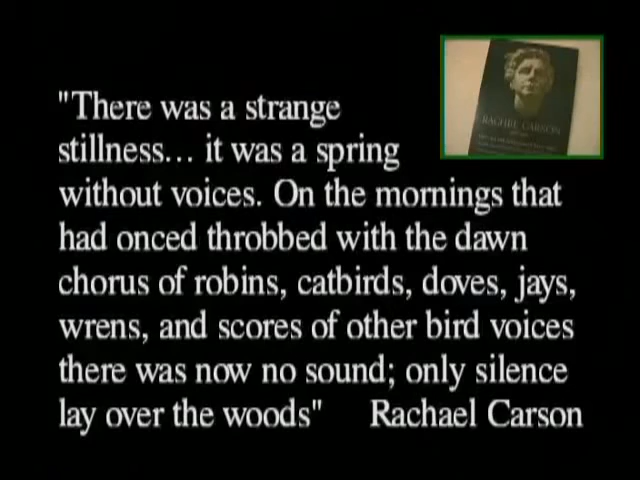 "There was a strange
stillness... it was a spring
without voices. On the mornings that
had onced throbbed with the dawn
chorus of robins, catbirds, doves, jays,
wrens, and scores of other bird voices
there was now no sound; only silence
lay over the woods" Rachael Carson
RACHEL CARSON